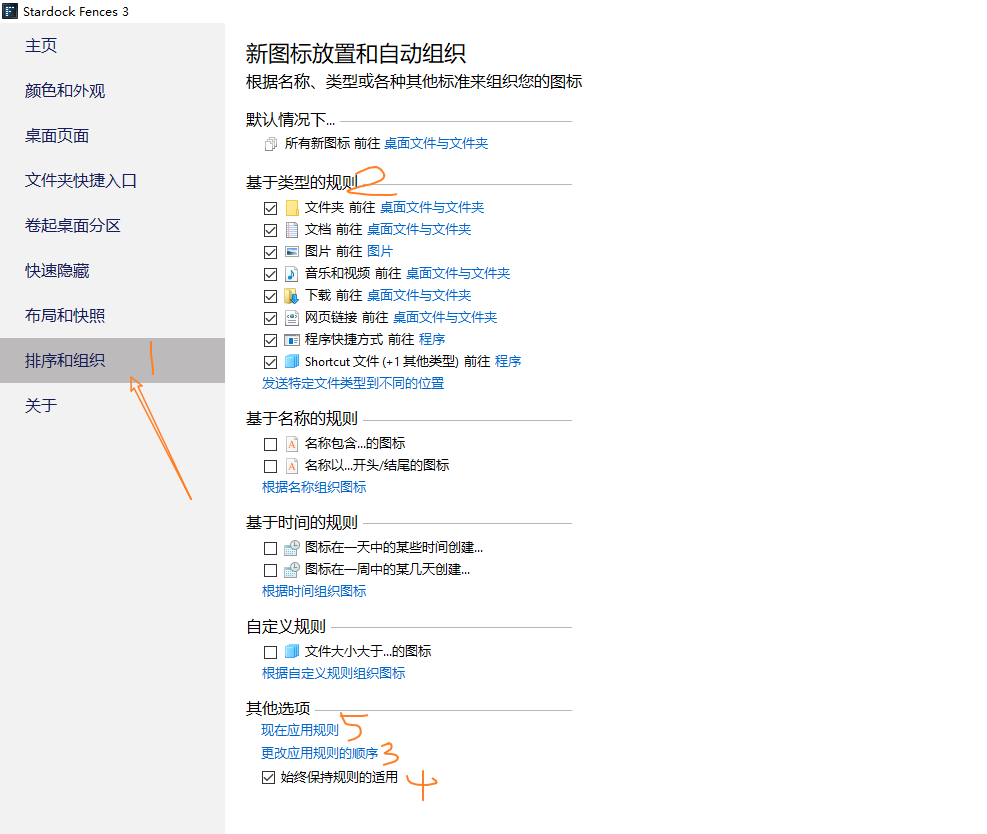 Stardock Fences 3
主页
颜色和外观
桌面页面
文件夹快捷入口
卷起桌面分区
快速隐藏
布局和快照
排序和组织 1
关于
新图标放置和自动组织
根据名称、类型或各种其他标准来组织您的图标
默认情况下...
所有新图标 前往 桌面文件与文件夹
基于类型的规则 2
文件夹 前往 桌面文件与文件夹
文档 前往 桌面文件与文件夹
图片 前往 图片
音乐和视频 前往 桌面文件与文件夹
下载 前往 桌面文件与文件夹
网页链接 前往 桌面文件与文件夹
程序快捷方式 前往 程序
Shortcut 文件 (+1 其他类型) 前往 程序
发送特定文件类型到不同的位置
基于名称的规则
名称包含...的图标
名称以...开头/结尾的图标
根据名称组织图标
基于时间的规则
图标在一天中的某些时间创建...
图标在一周中的某几天创建...
根据时间组织图标
自定义规则
文件大小大于...的图标
根据自定义规则组织图标
其他选项
现在应用规则 5
更改应用规则的顺序 3
始终保持规则的适用 4